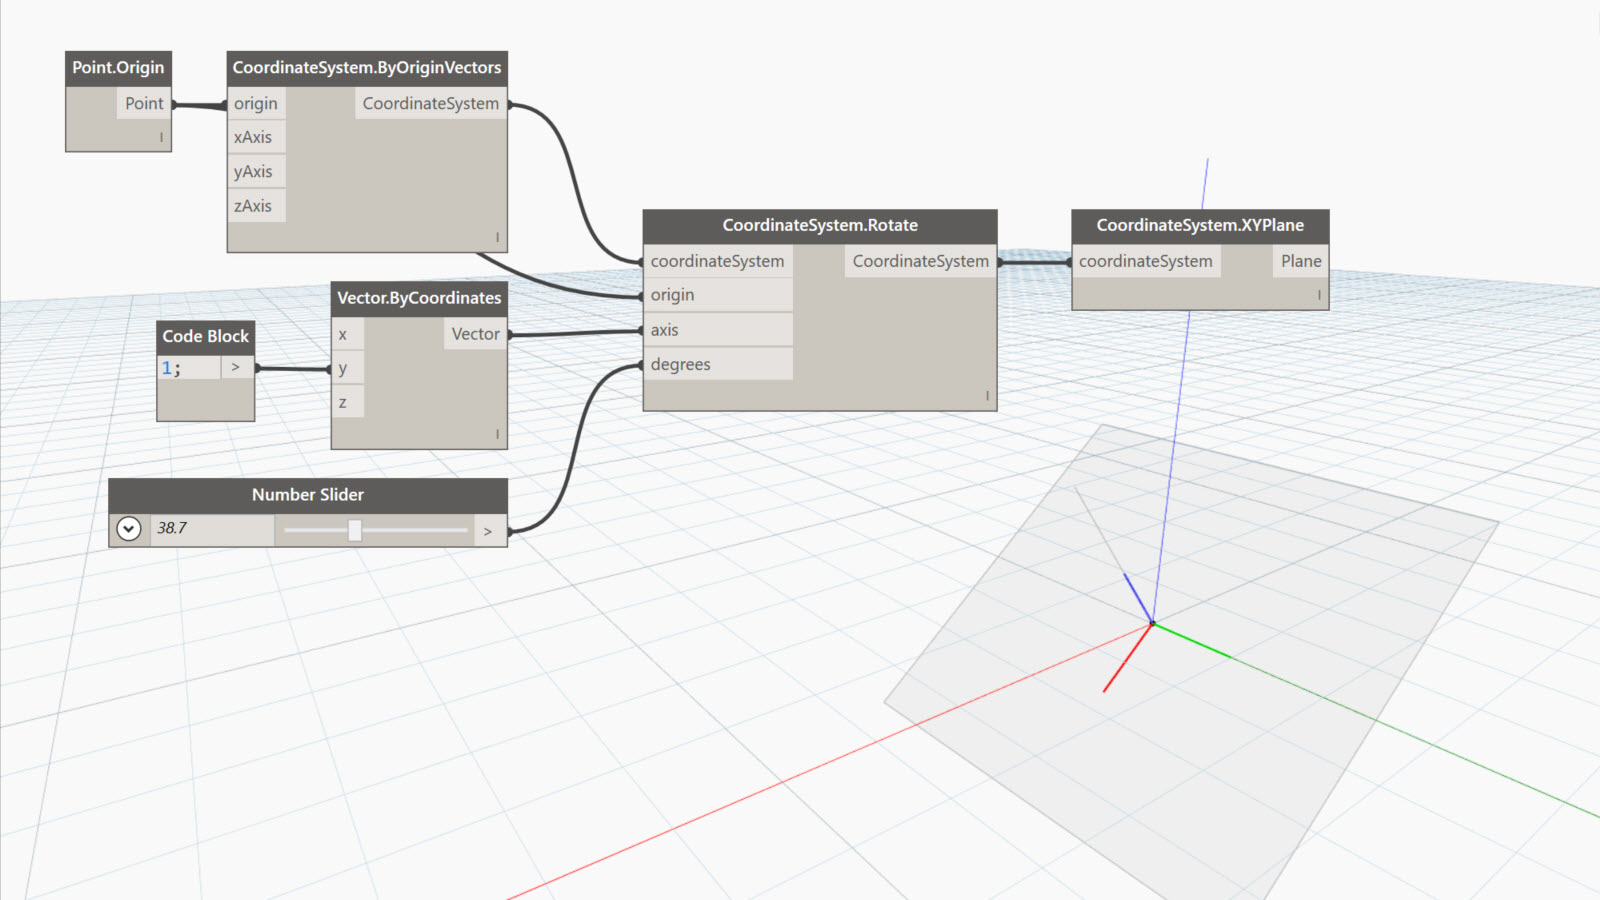 Point.Origin
Point
I
CoordinateSystem.ByOriginVectors
origin
CoordinateSystem
xAxis
yAxis
zAxis
I
Vector.ByCoordinates
x
Vector
y
z
I
Code Block
1;
>
Number Slider
38.7
>
CoordinateSystem.Rotate
coordinateSystem
CoordinateSystem
origin
axis
degrees
I
CoordinateSystem.XYPlane
coordinateSystem
Plane
I